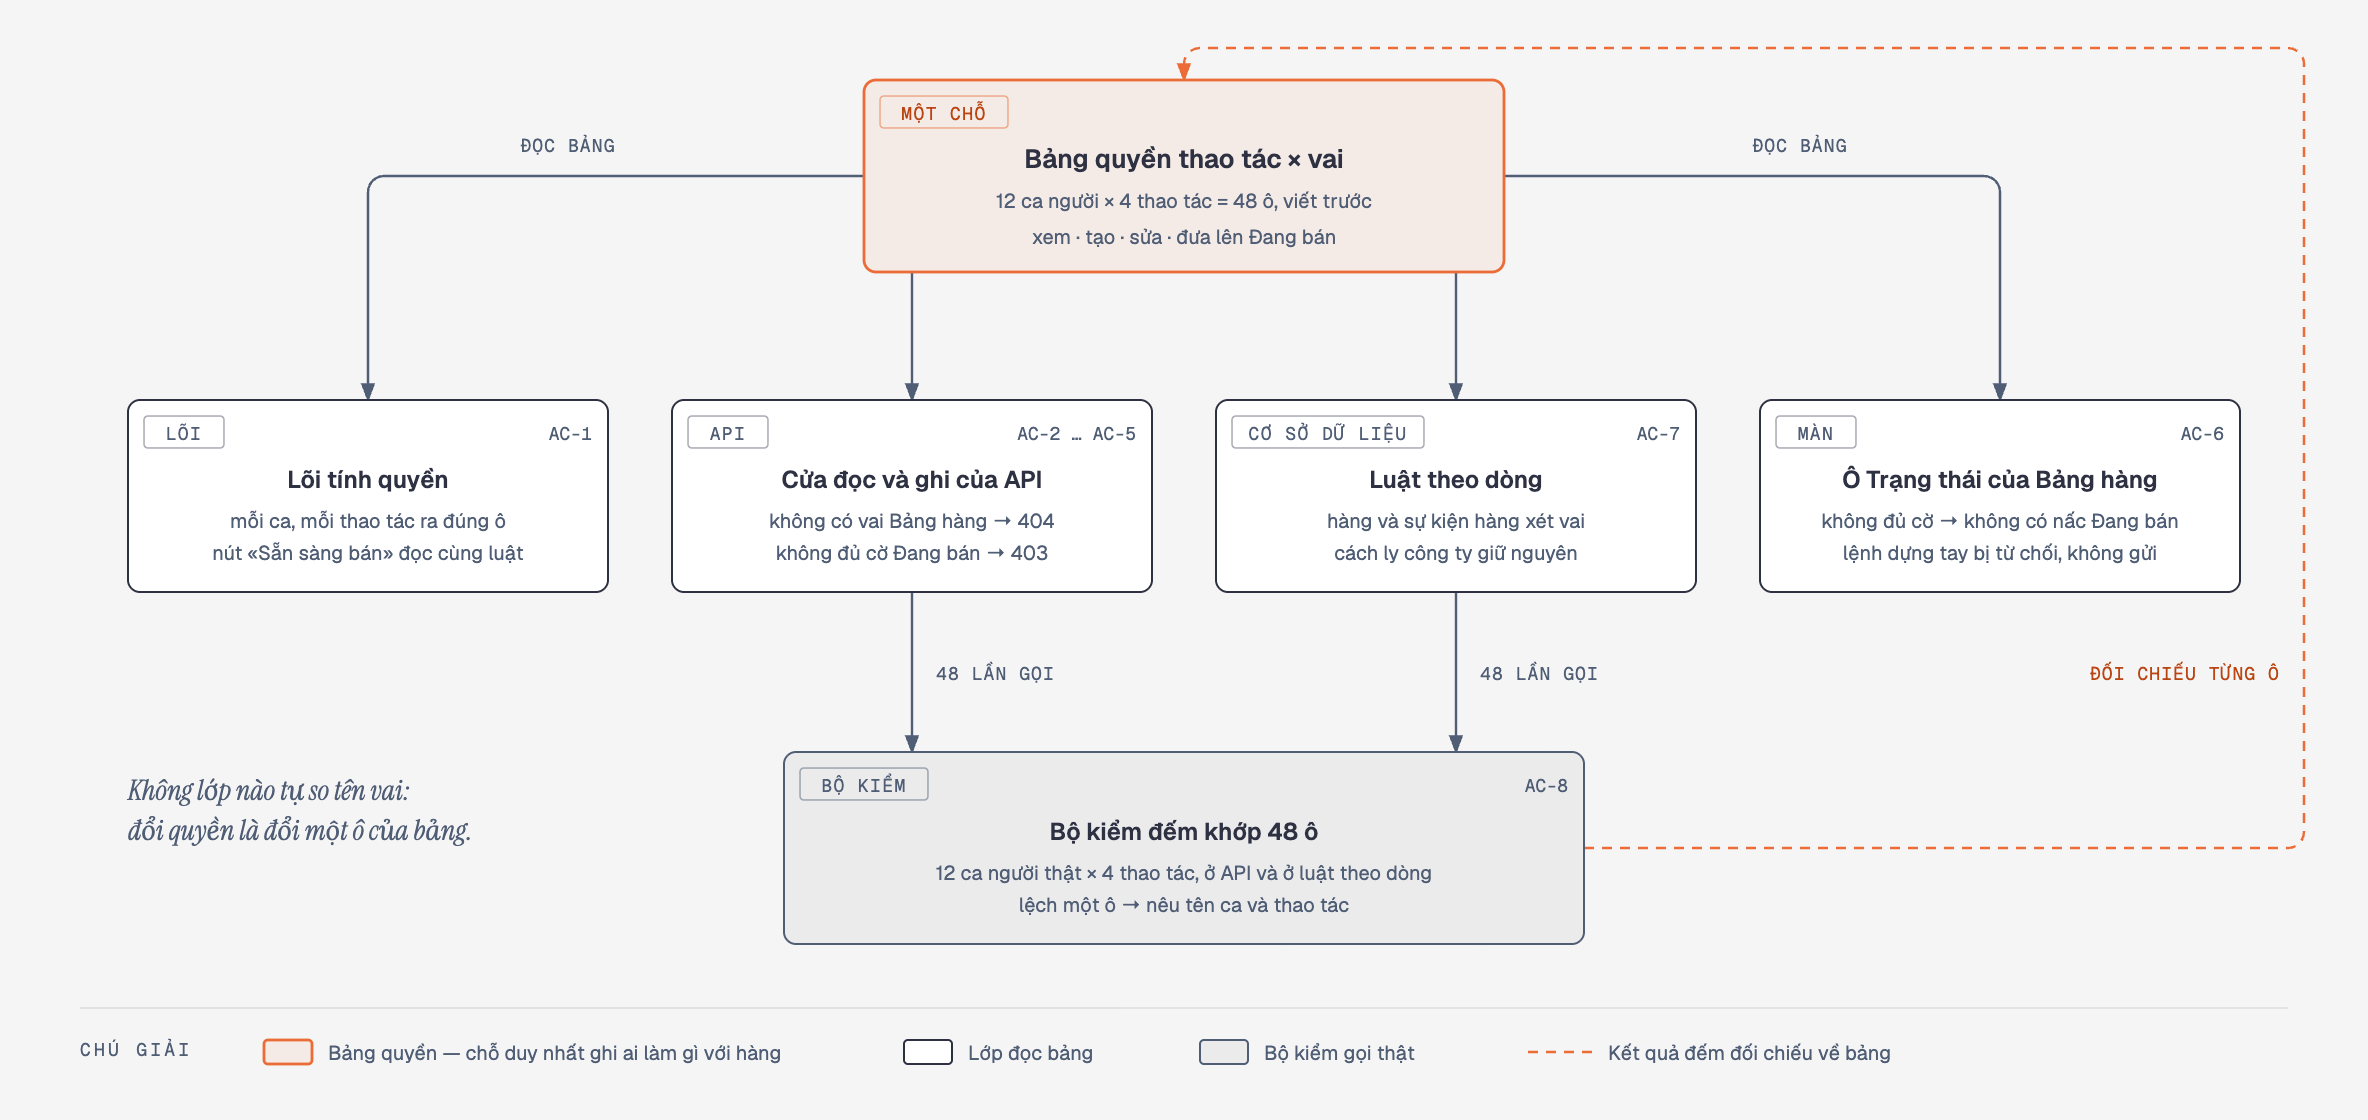 MỘT CHỖ
Bảng quyền thao tác × vai
12 ca người × 4 thao tác = 48 ô, viết trước
xem · tạo · sửa · đưa lên Đang bán
ĐỌC BẢNG
ĐỌC BẢNG
LÕI
AC-1
Lõi tính quyền
mỗi ca, mỗi thao tác ra đúng ô
nút «Sẵn sàng bán» đọc cùng luật
API
AC-2 … AC-5
Cửa đọc và ghi của API
không có vai Bảng hàng → 404
không đủ cờ Đang bán → 403
CƠ SỞ DỮ LIỆU
AC-7
Luật theo dòng
hàng và sự kiện hàng xét vai
cách ly công ty giữ nguyên
MÀN
AC-6
Ô Trạng thái của Bảng hàng
không đủ cờ → không có nấc Đang bán
lệnh dựng tay bị từ chối, không gửi
48 LẦN GỌI
48 LẦN GỌI
ĐỐI CHIẾU TỪNG Ô
Không lớp nào tự so tên vai:
đổi quyền là đổi một ô của bảng.
BỘ KIỂM
AC-8
Bộ kiểm đếm khớp 48 ô
12 ca người thật × 4 thao tác, ở API và ở luật theo dòng
lệch một ô → nêu tên ca và thao tác
CHÚ GIẢI
Bảng quyền — chỗ duy nhất ghi ai làm gì với hàng
Lớp đọc bảng
Bộ kiểm gọi thật
Kết quả đếm đối chiếu về bảng